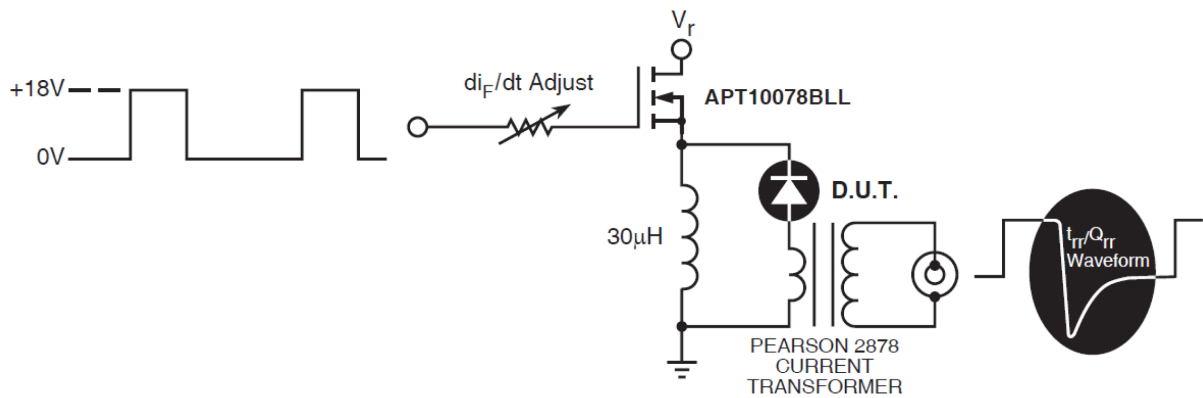 V_r
+18V
di_F/dt Adjust
APT10078BLL
0V
D.U.T.
30μH
t_rr/Q_rr
Waveform
PEARSON 2878
CURRENT
TRANSFORMER